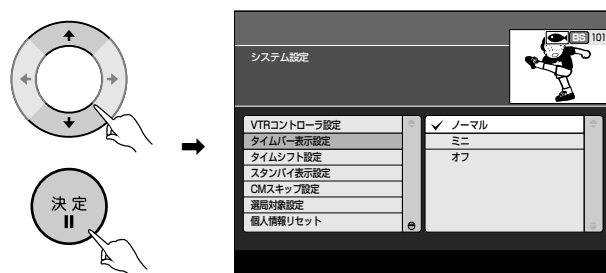 決定
BS 101
システム設定
VTRコントローラ設定
タイムバー表示設定
タイムシフト設定
スタンバイ表示設定
CMスキップ設定
選局対象設定
個人情報リセット
ノーマル
ミニ
オフ